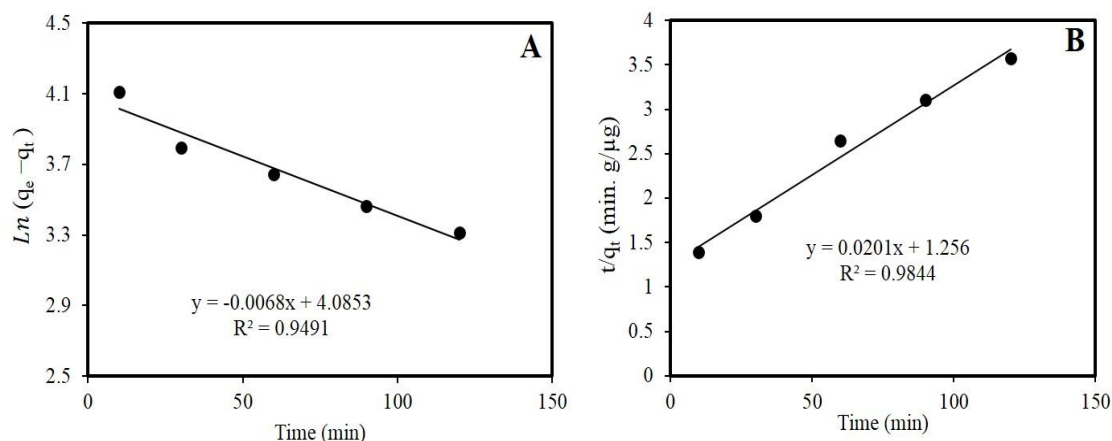 A
4.5
4.1
3.7
3.3
2.9
2.5
Ln (qe −qt )
y = -0.0068x + 4.0853
R² = 0.9491
0
50
100
150
Time (min)
B
4
3.5
3
2.5
2
1.5
1
0.5
0
t/qt (min. g/µg)
y = 0.0201x + 1.256
R² = 0.9844
0
50
100
150
Time (min)